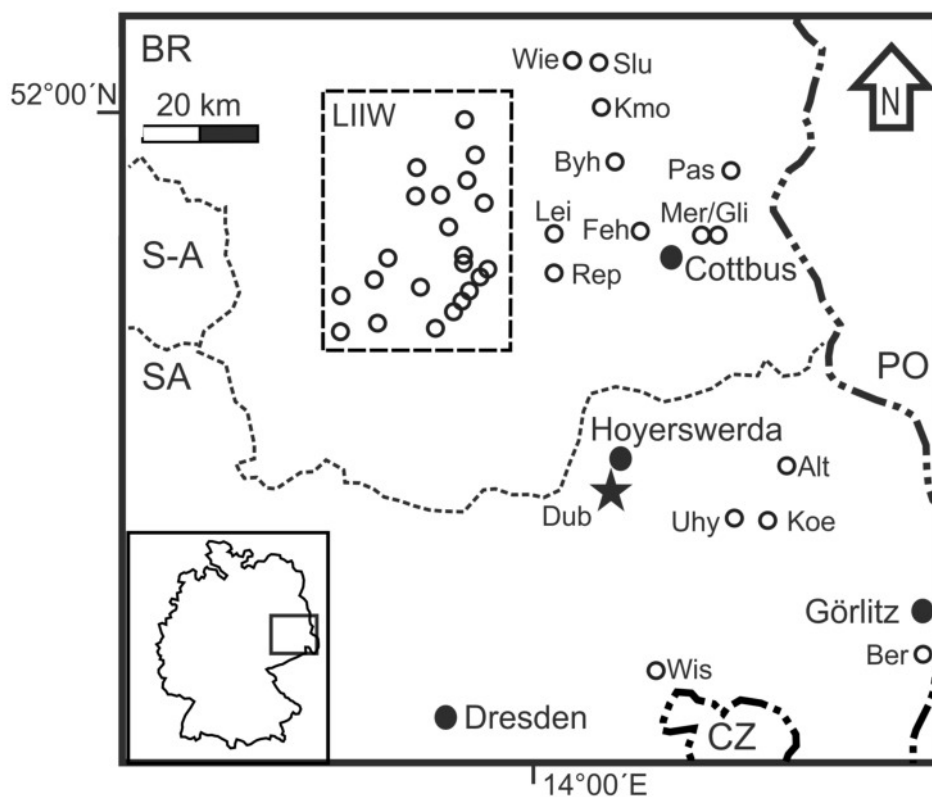 BR
Wie
Slu
52°00´N
20 km
LIIW
Kmo
N
Byh
Pas
Lei
Feh
Mer/Gli
S-A
Cottbus
Rep
SA
PO
Hoyerswerda
Alt
Dub
Uhy
Koe
Görlitz
Ber
Wis
Dresden
CZ
14°00´E